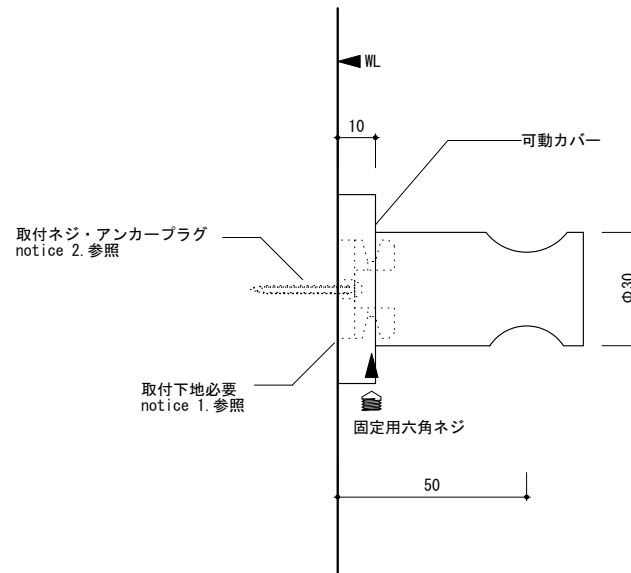 WL
10
可動カバー
取付ネジ・アンカープラグ
notice 2.参照
Φ30
取付下地必要
notice 1.参照
固定用六角ネジ
50